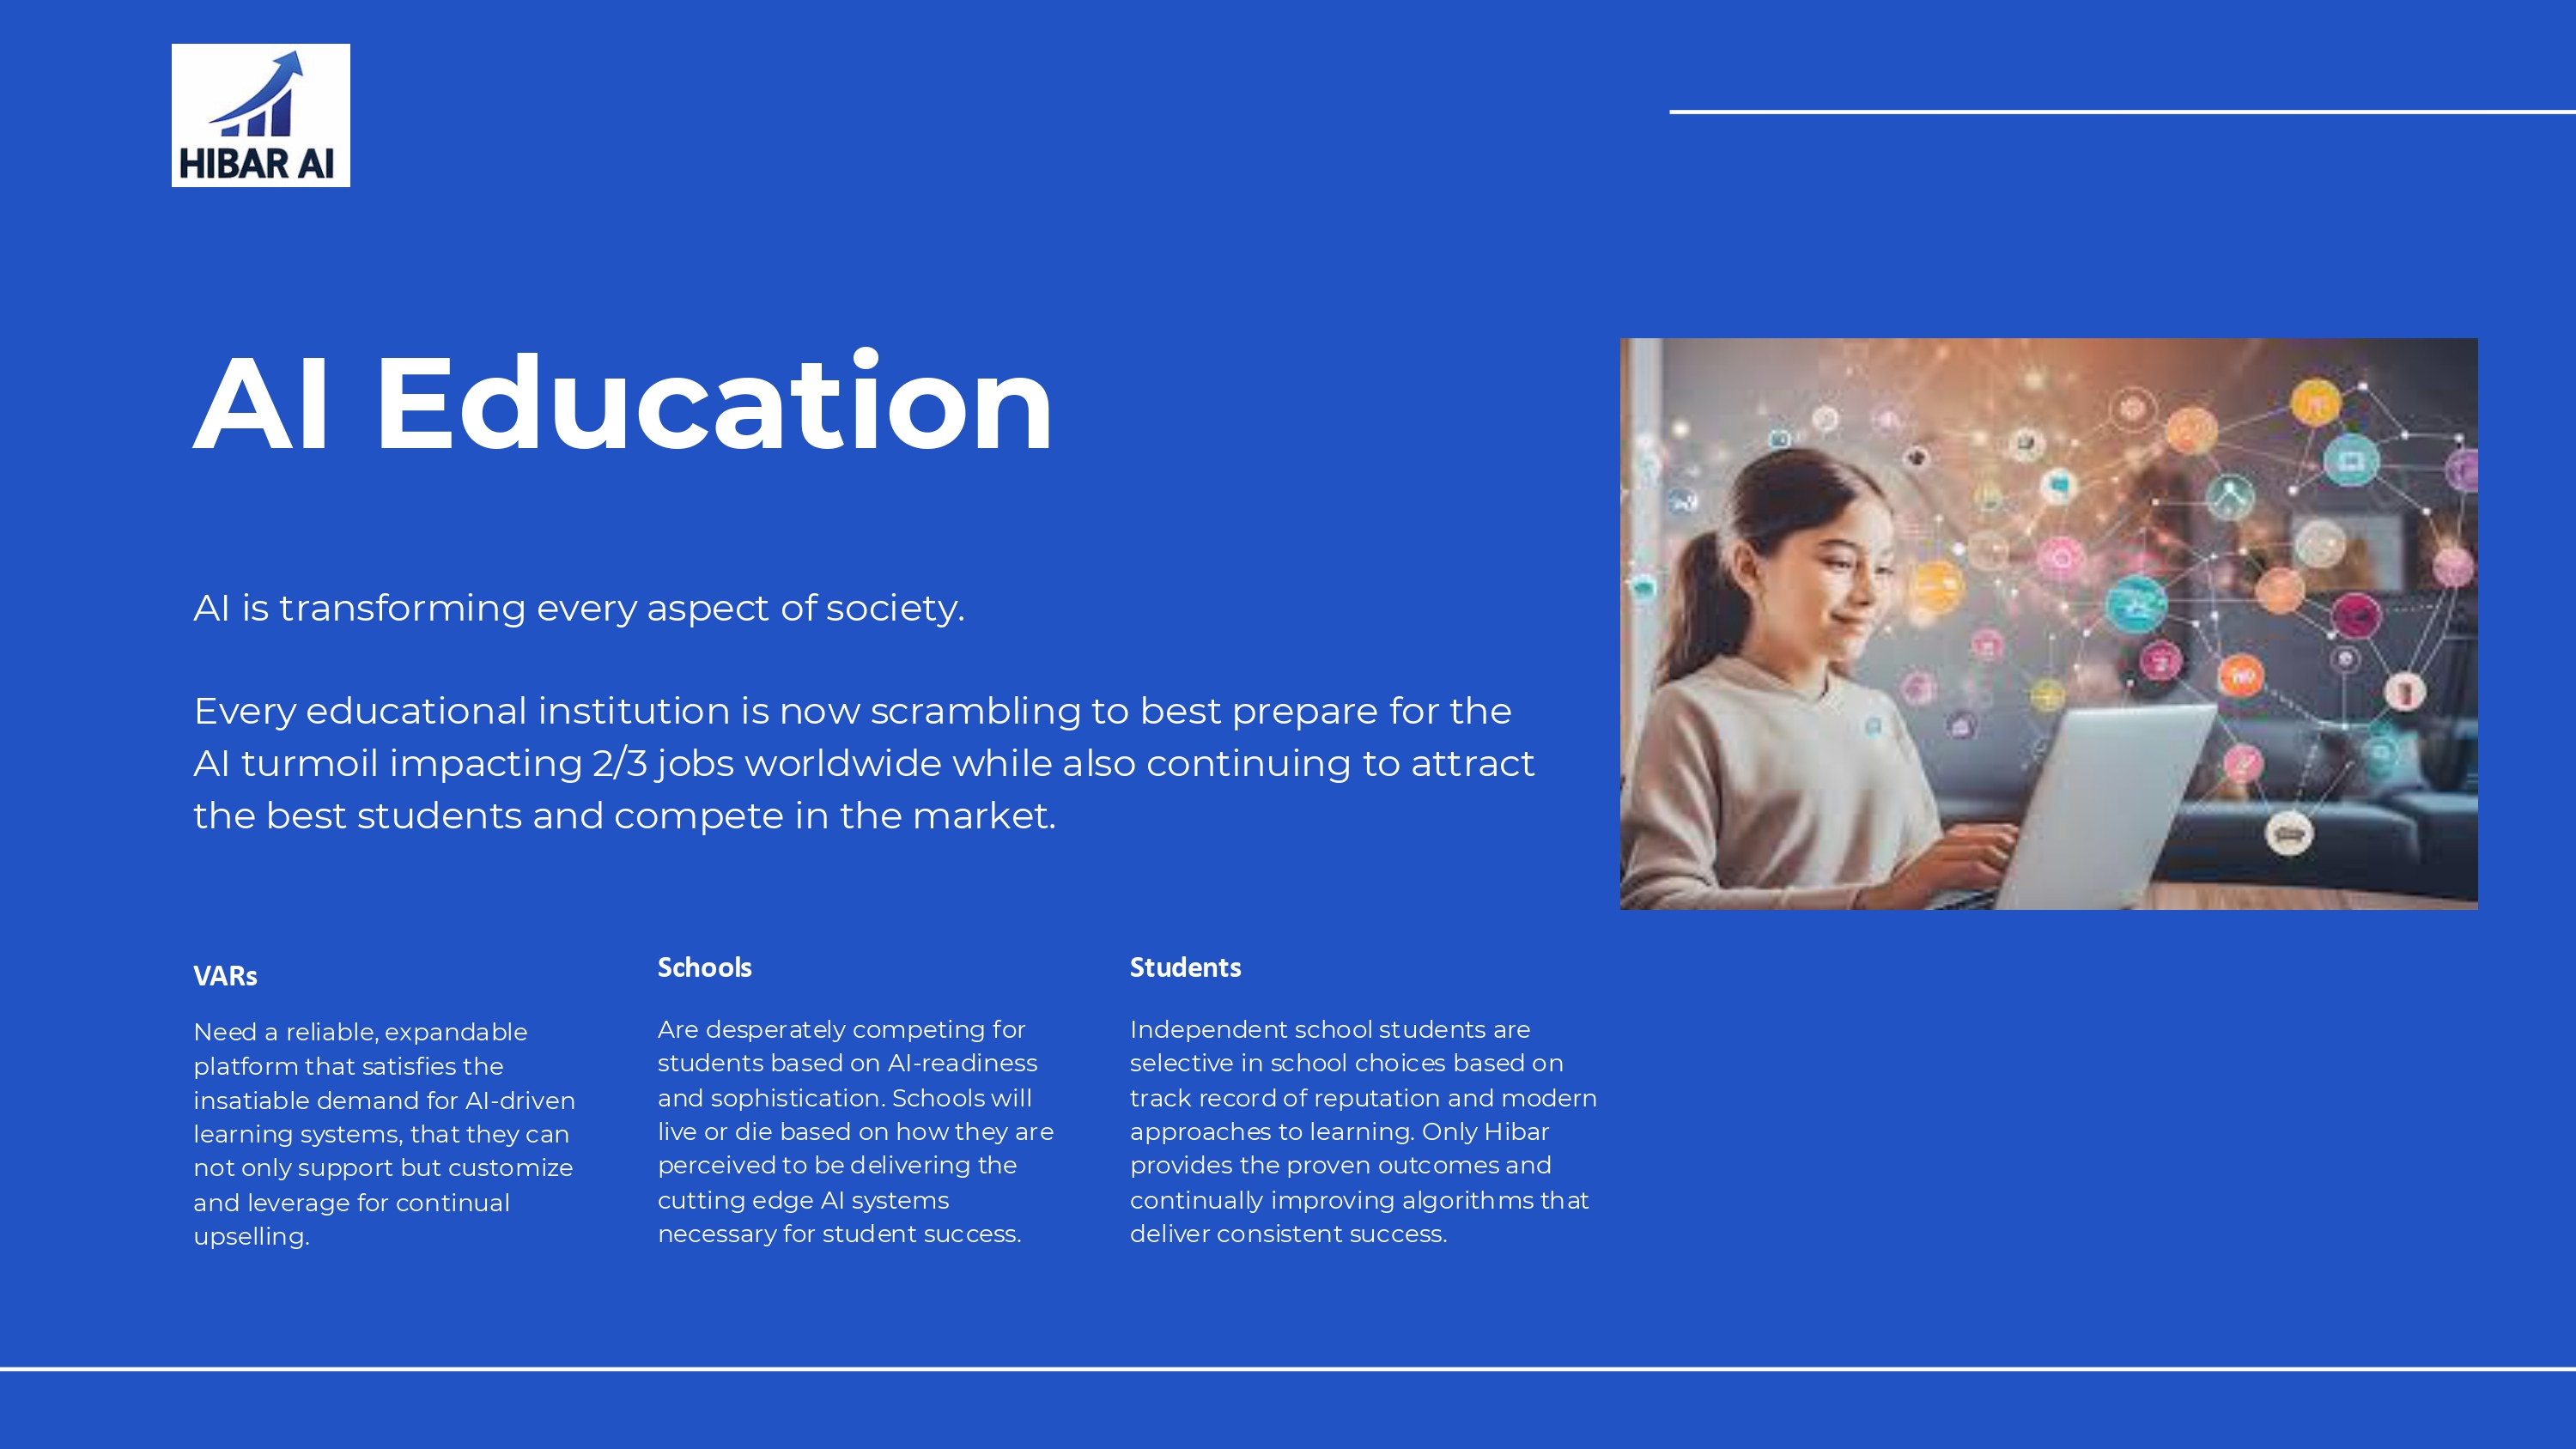 HIBAR AI
AI Education
AI is transforming every aspect of society.
Every educational institution is now scrambling to best prepare for the
AI turmoil impacting 2/3 jobs worldwide while also continuing to attract
the best students and compete in the market.
VARs
Need a reliable, expandable
platform that satisfies the
insatiable demand for AI-driven
learning systems, that they can
not only support but customize
and leverage for continual
upselling.
Schools
Are desperately competing for
students based on AI-readiness
and sophistication. Schools will
live or die based on how they are
perceived to be delivering the
cutting edge AI systems
necessary for student success.
Students
Independent school students are
selective in school choices based on
track record of reputation and modern
approaches to learning. Only Hibar
provides the proven outcomes and
continually improving algorithms that
deliver consistent success.